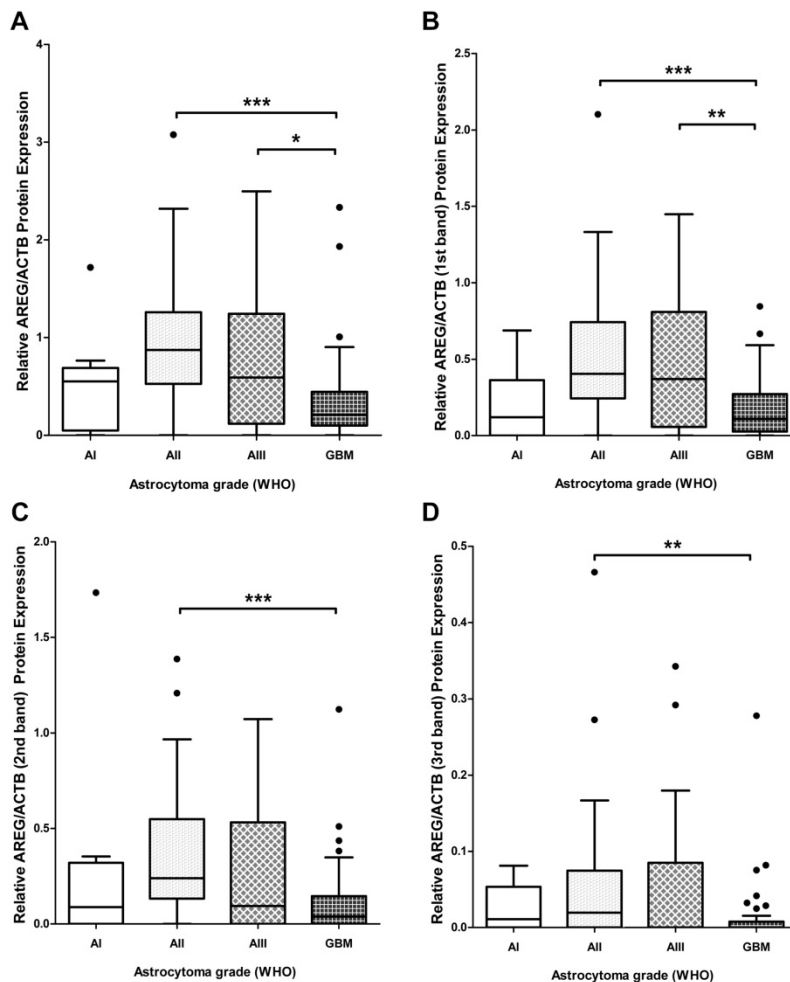 A
Relative AREG/ACTB Protein Expression
4
3
2
1
0
***
*
AI AII AIII GBM
Astrocytoma grade (WHO)
B
Relative AREG/ACTB (1st band) Protein Expression
2.5
2.0
1.5
1.0
0.5
0.0
***
**
AI AII AIII GBM
Astrocytoma grade (WHO)
C
Relative AREG/ACTB (2nd band) Protein Expression
2.0
1.5
1.0
0.5
0.0
***
AI AII AIII GBM
Astrocytoma grade (WHO)
D
Relative AREG/ACTB (3rd band) Protein Expression
0.5
0.4
0.3
0.2
0.1
0.0
**
AI AII AIII GBM
Astrocytoma grade (WHO)